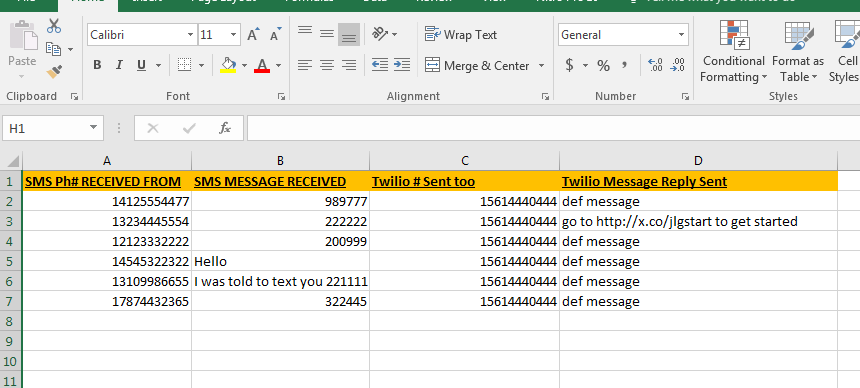 Calibri 11 A A Wrap Text General
Paste B I U A Merge & Center $ % , .0 .00 .00 .0 Conditional Formatting Format as Table Cell Styles
Clipboard Font Alignment Number Styles
H1 fx
A B C D
1 SMS Ph# RECEIVED FROM SMS MESSAGE RECEIVED Twilio # Sent too Twilio Message Reply Sent
2 14125554477 989777 15614440444 def message
3 13234445554 222222 15614440444 go to http://x.co/jlgstart to get started
4 12123332222 200999 15614440444 def message
5 14545322322 Hello 15614440444 def message
6 13109986655 I was told to text you 221111 15614440444 def message
7 17874432365 322445 15614440444 def message
8
9
10
11